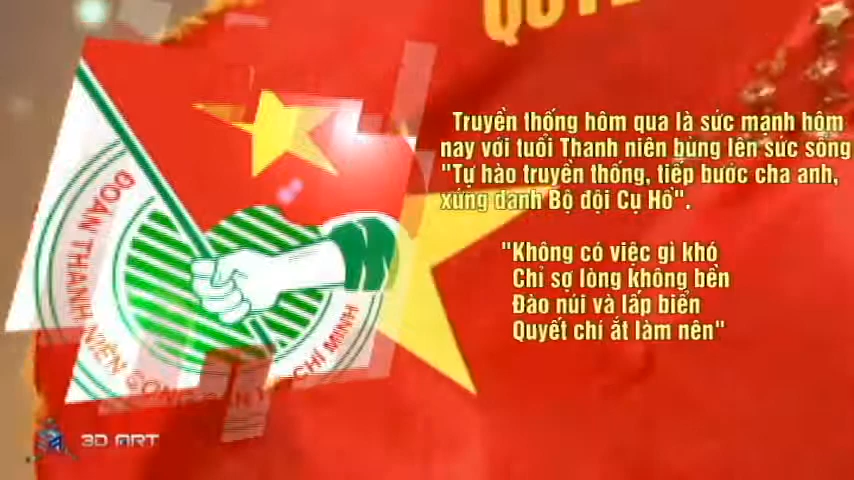 QUYẾ
Truyền thống hôm qua là sức mạnh hôm
nay với tuổi Thanh niên bùng lên sức sống
"Tự hào truyền thống, tiếp bước cha anh,
xứng danh Bộ đội Cụ Hồ".
"Không có việc gì khó
Chỉ sợ lòng không bền
Đào núi và lấp biển
Quyết chí ắt làm nên"
ĐOÀN THANH NIÊN CỘNG CHÍ MINH
3D ART